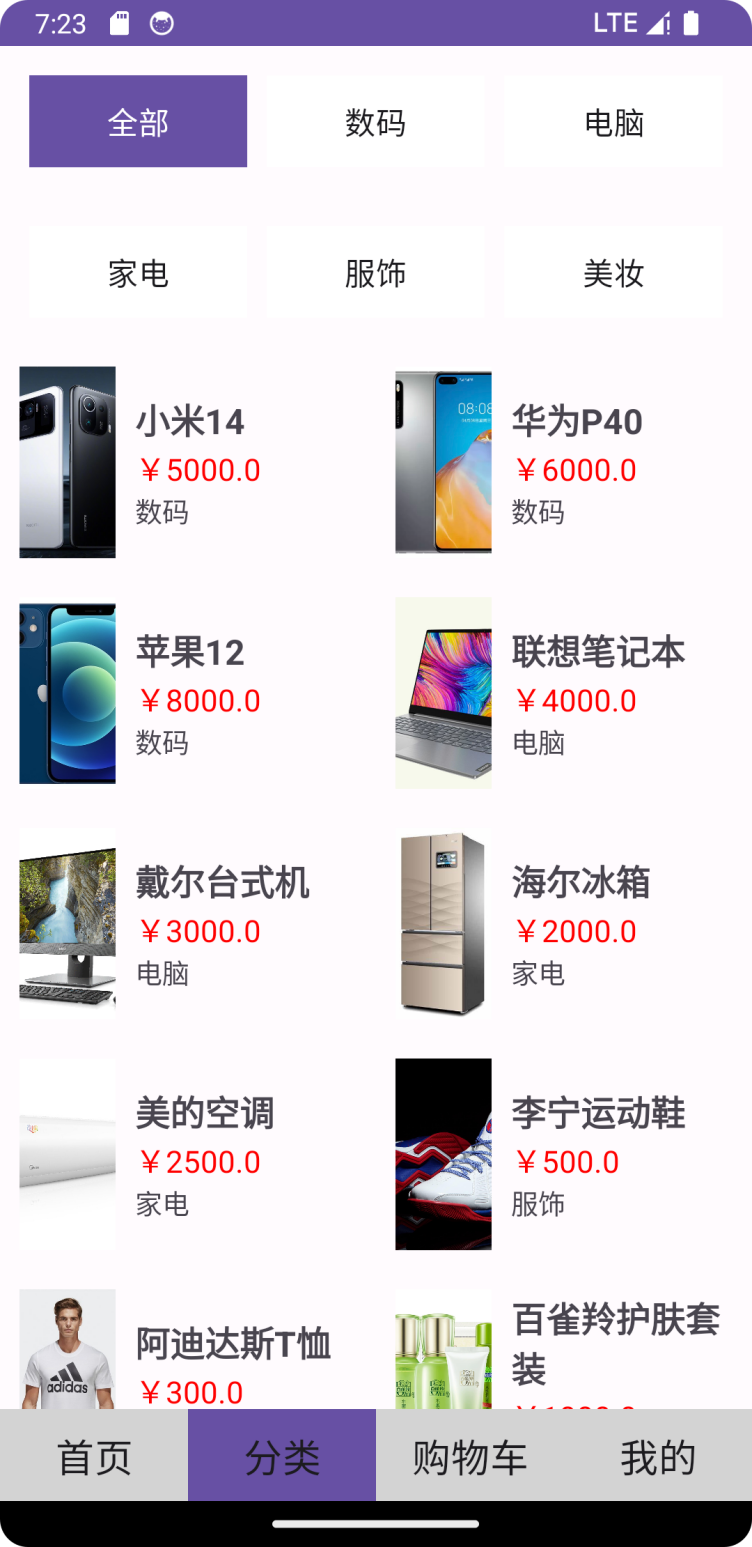 7:23 LTE
全部 数码 电脑
家电 服饰 美妆
小米14
￥5000.0
数码
08:08
华为P40
￥6000.0
数码
苹果12
￥8000.0
数码
联想笔记本
￥4000.0
电脑
戴尔台式机
￥3000.0
电脑
海尔冰箱
￥2000.0
家电
美的空调
￥2500.0
家电
李宁运动鞋
￥500.0
服饰
adidas
阿迪达斯T恤
￥300.0
百雀羚护肤套
装
首页 分类 购物车 我的